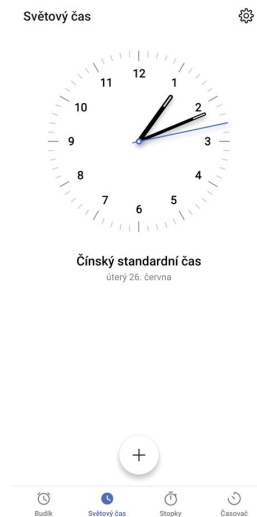 Světový čas
12
11 1
10 2
9 3
8 4
7 5
6
Čínský standardní čas
úterý 26. června
+
Budík Světový čas Stopky Časovač